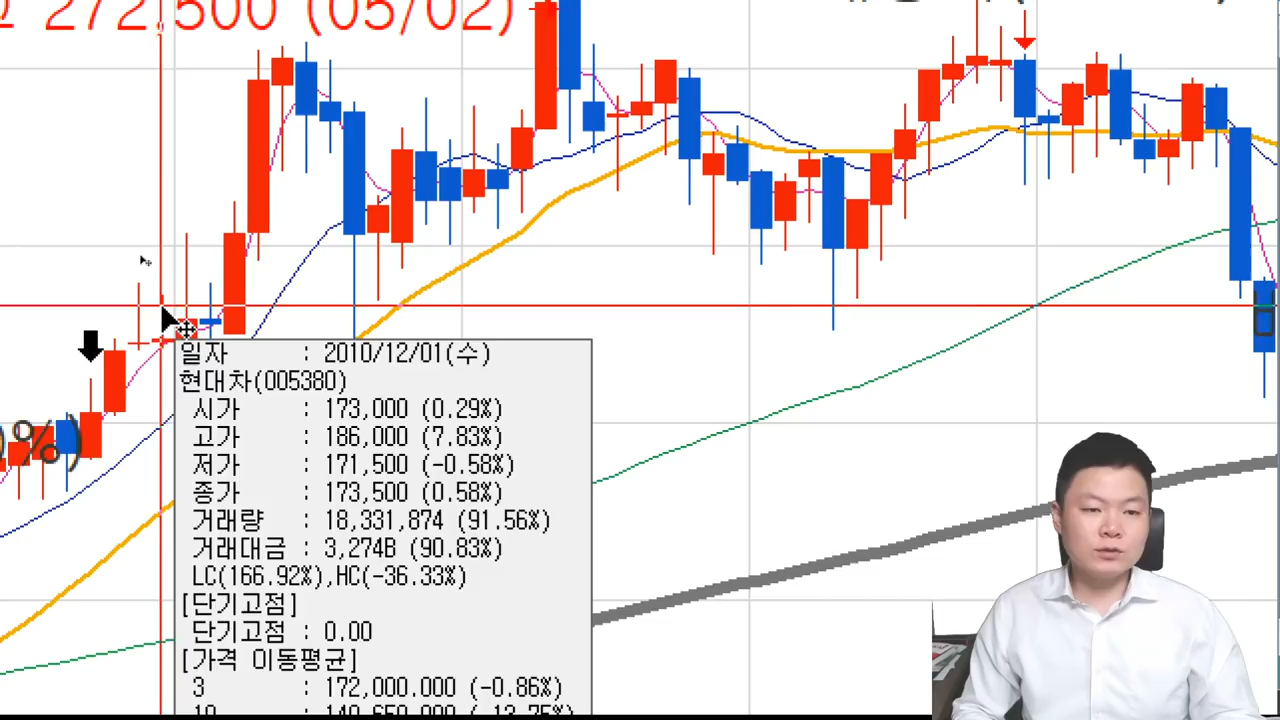 272,500 (05/02)
%)
일자 : 2010/12/01(수)
현대차(005380)
시가 : 173,000 (0.29%)
고가 : 186,000 (7.83%)
저가 : 171,500 (-0.58%)
종가 : 173,500 (0.58%)
거래량 : 18,331,874 (91.56%)
거래대금 : 3,274B (90.83%)
LC(166.92%),HC(-36.33%)
[단기고점]
단기고점 : 0.00
[가격 이동평균]
3 : 172,000.000 (-0.86%)